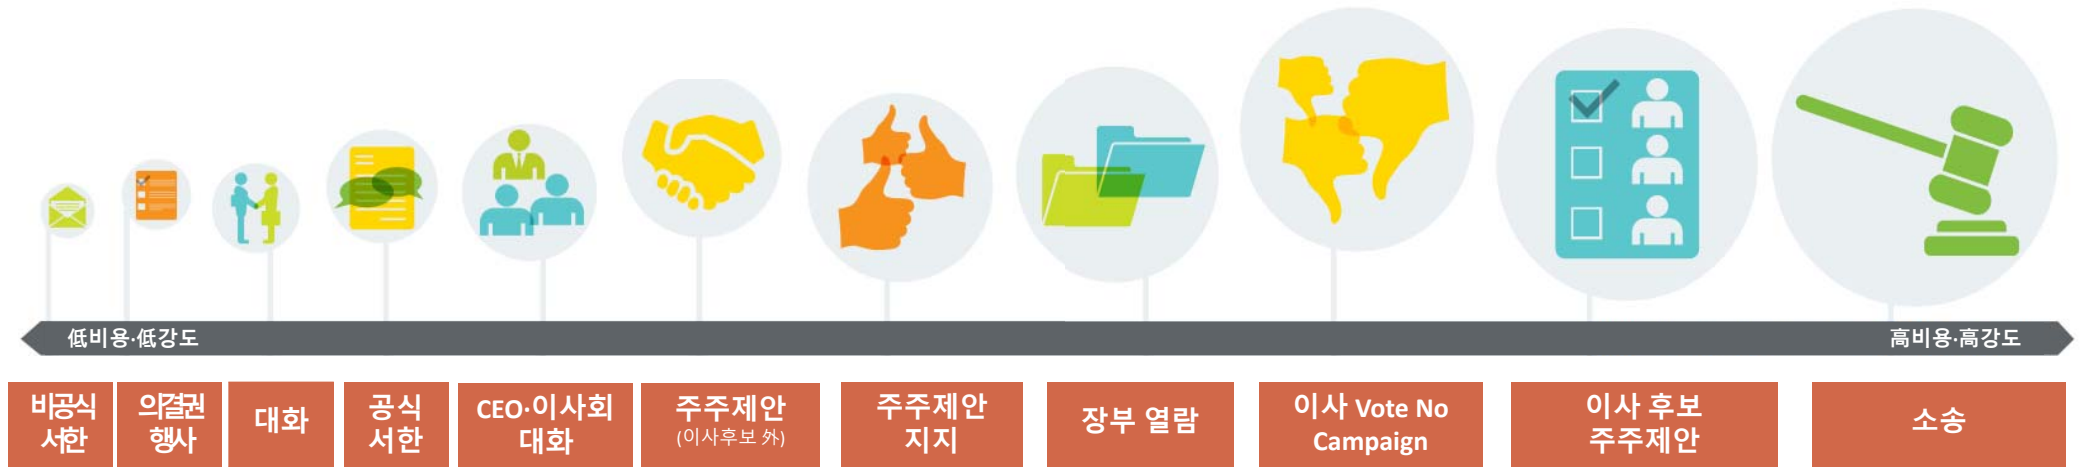 低비용·低강도
高비용·高강도
비공식
서한
의결권
행사
대화
공식
서한
CEO·이사회
대화
주주제안
(이사후보 外)
주주제안
지지
장부 열람
이사 Vote No
Campaign
이사 후보
주주제안
소송